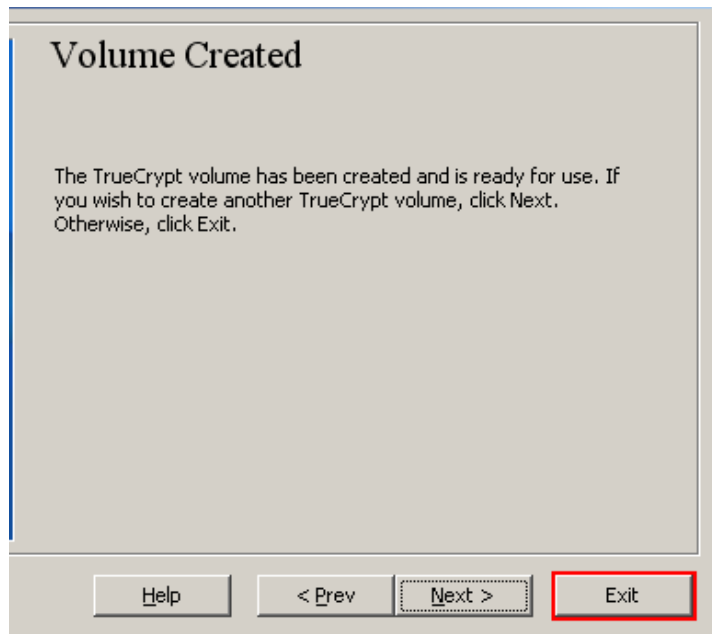 Volume Created
The TrueCrypt volume has been created and is ready for use. If
you wish to create another TrueCrypt volume, click Next.
Otherwise, click Exit.
Help < Prev Next > Exit